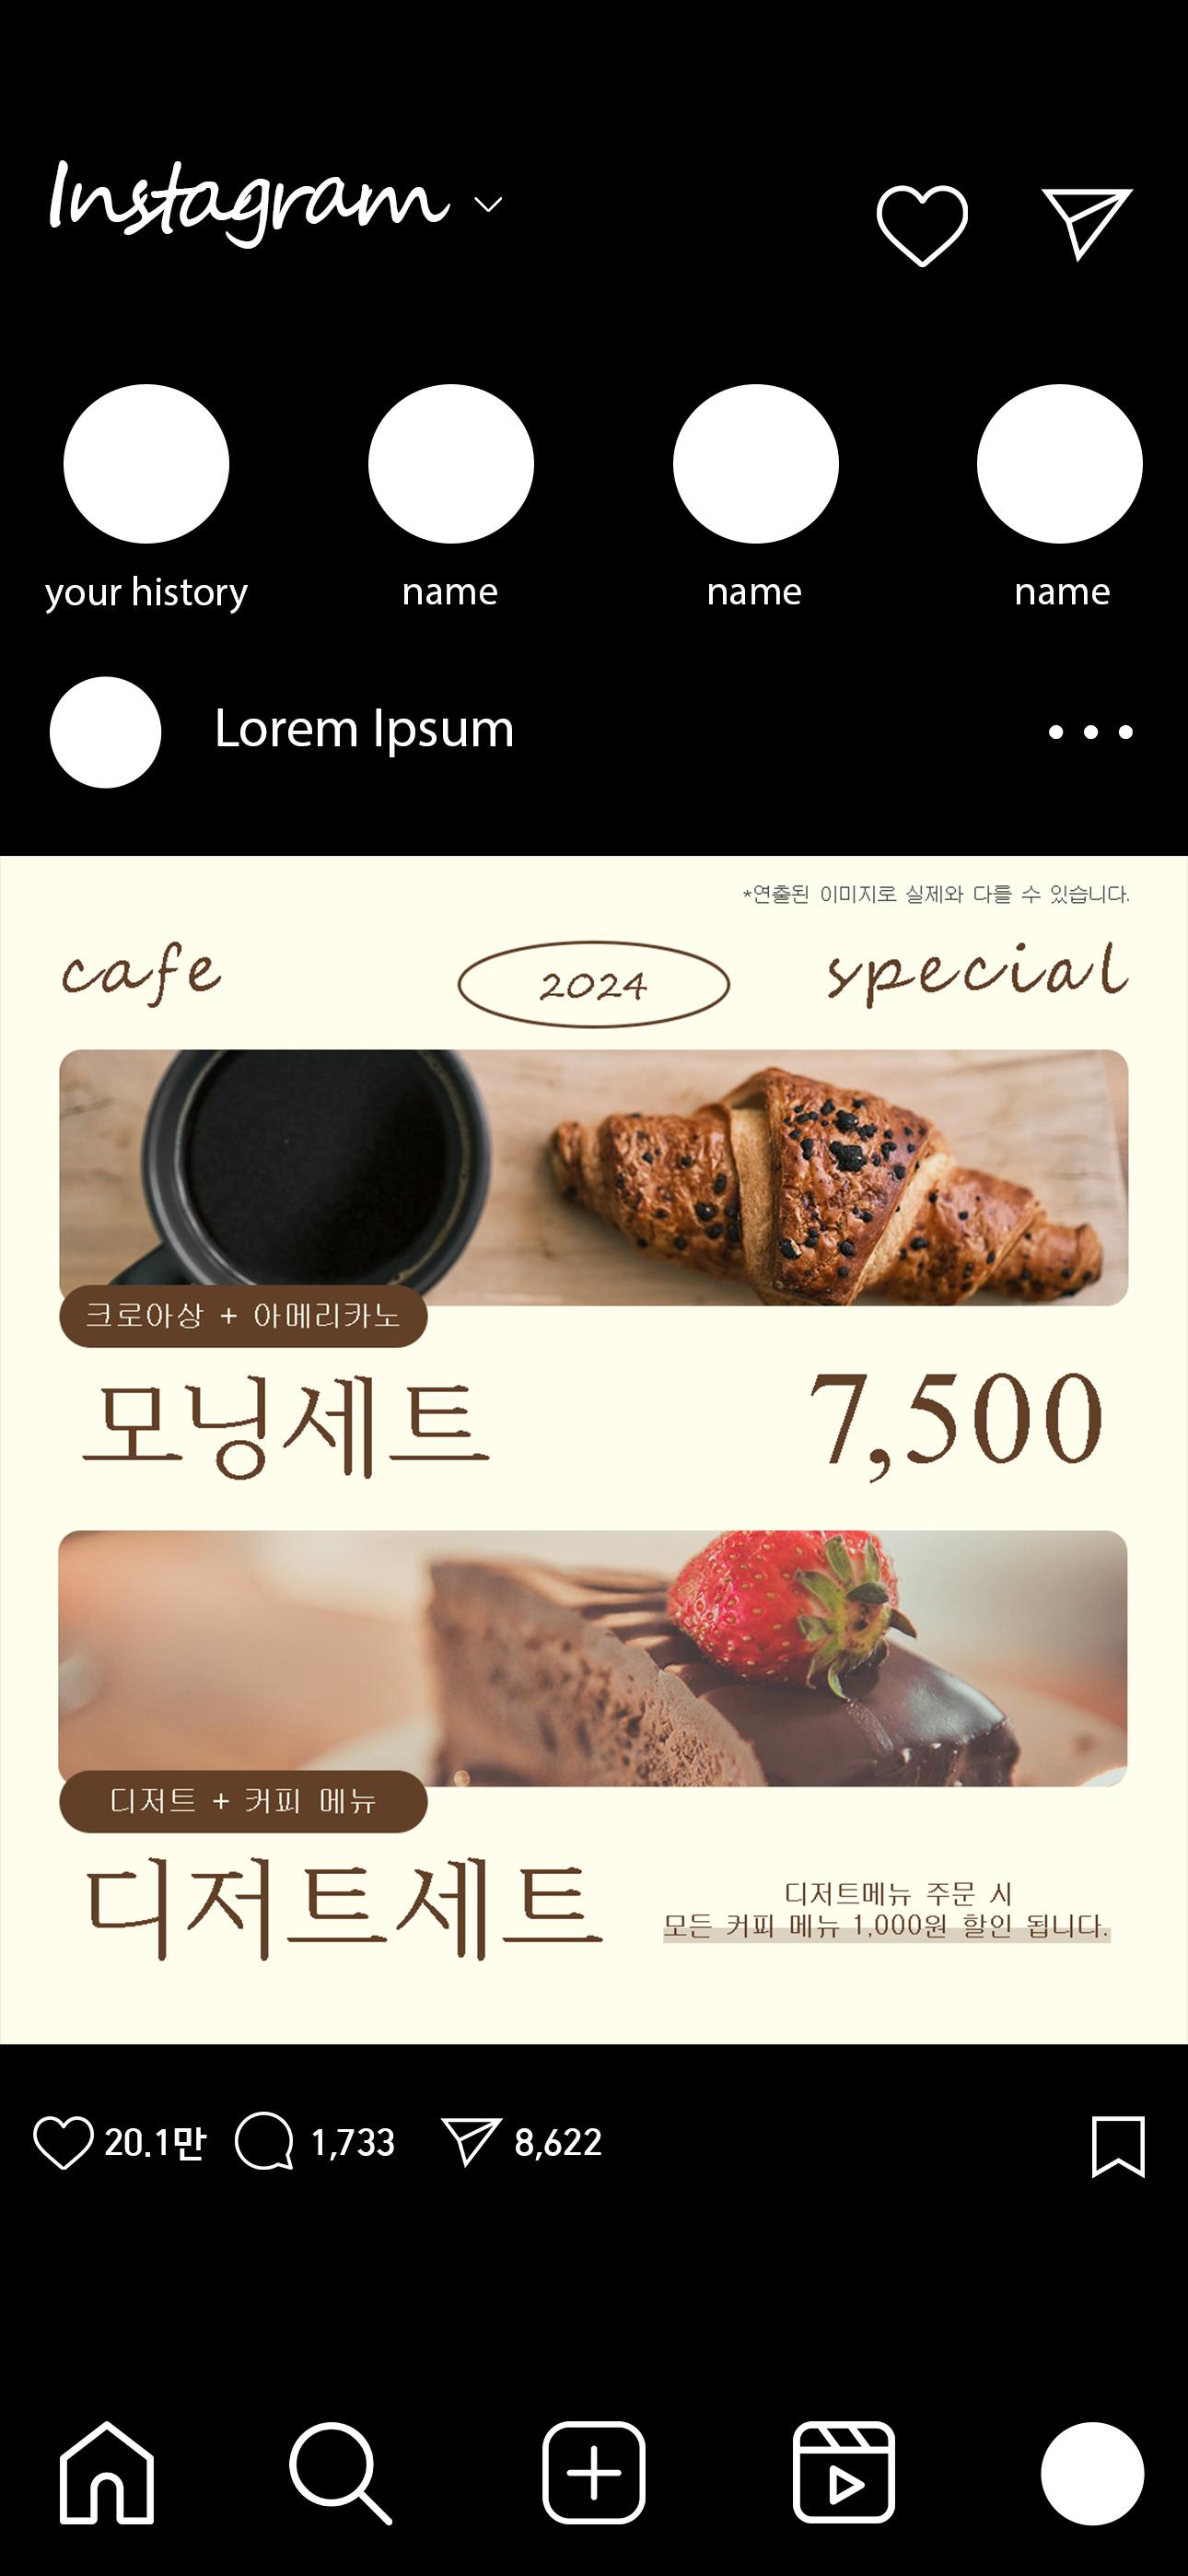 Instagram
your history
name
name
name
Lorem Ipsum
*연출된 이미지로 실제와 다를 수 있습니다.
cafe
2024
special
크로아상 + 아메리카노
모닝세트
7,500
디저트 + 커피 메뉴
디저트세트
디저트메뉴 주문 시
모든 커피 메뉴 1,000원 할인 됩니다.
20.1만
1,733
8,622